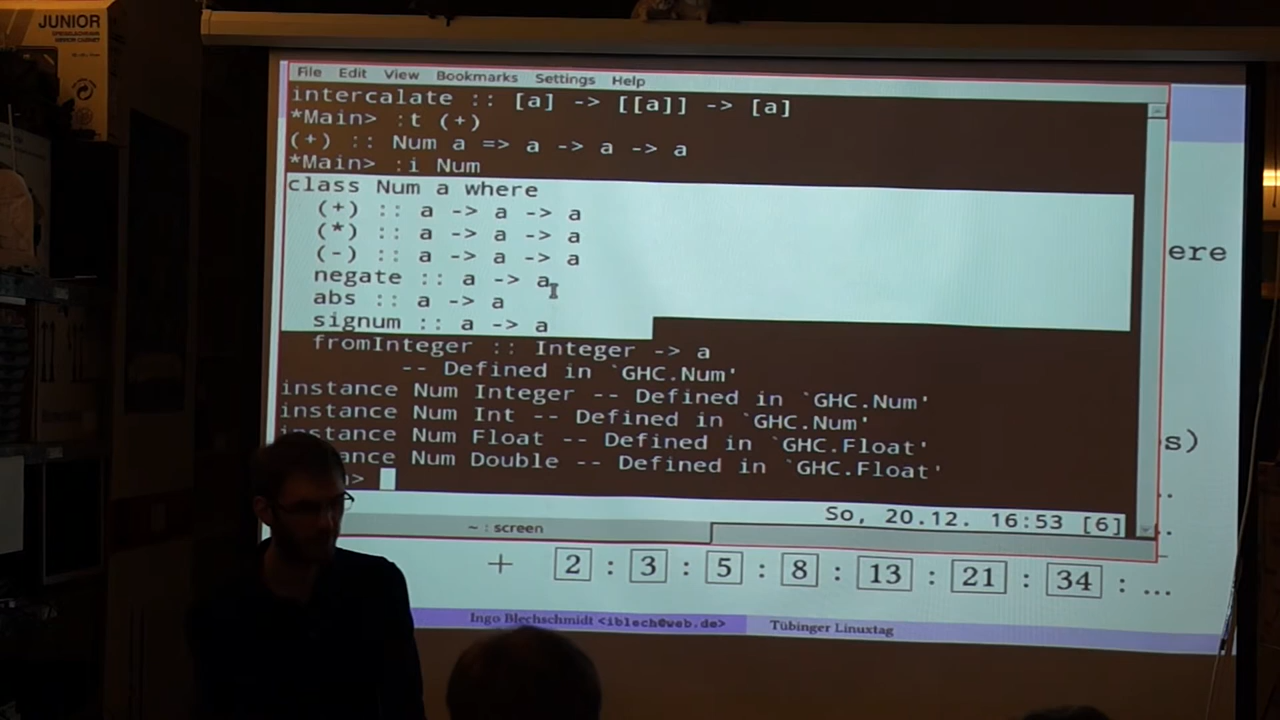 JUNIOR
File Edit View Bookmarks Settings Help
intercalate :: [a] -> [[a]] -> [a]
*Main> :t (+)
(+) :: Num a => a -> a -> a
*Main> :i Num
class Num a where
(+) :: a -> a -> a
(*) :: a -> a -> a
(-) :: a -> a -> a
negate :: a -> a
abs :: a -> a
signum :: a -> a
fromInteger :: Integer -> a
-- Defined in `GHC.Num'
instance Num Integer -- Defined in `GHC.Num'
instance Num Int -- Defined in `GHC.Num'
instance Num Float -- Defined in `GHC.Float'
ance Num Double -- Defined in `GHC.Float'
>
So, 20.12. 16:53 [6]
~ : screen
ere
s)
+ 2 : 3 : 5 : 8 : 13 : 21 : 34 : ...
Ingo Blechschmidt <iblech@web.de> Tübinger Linuxtag